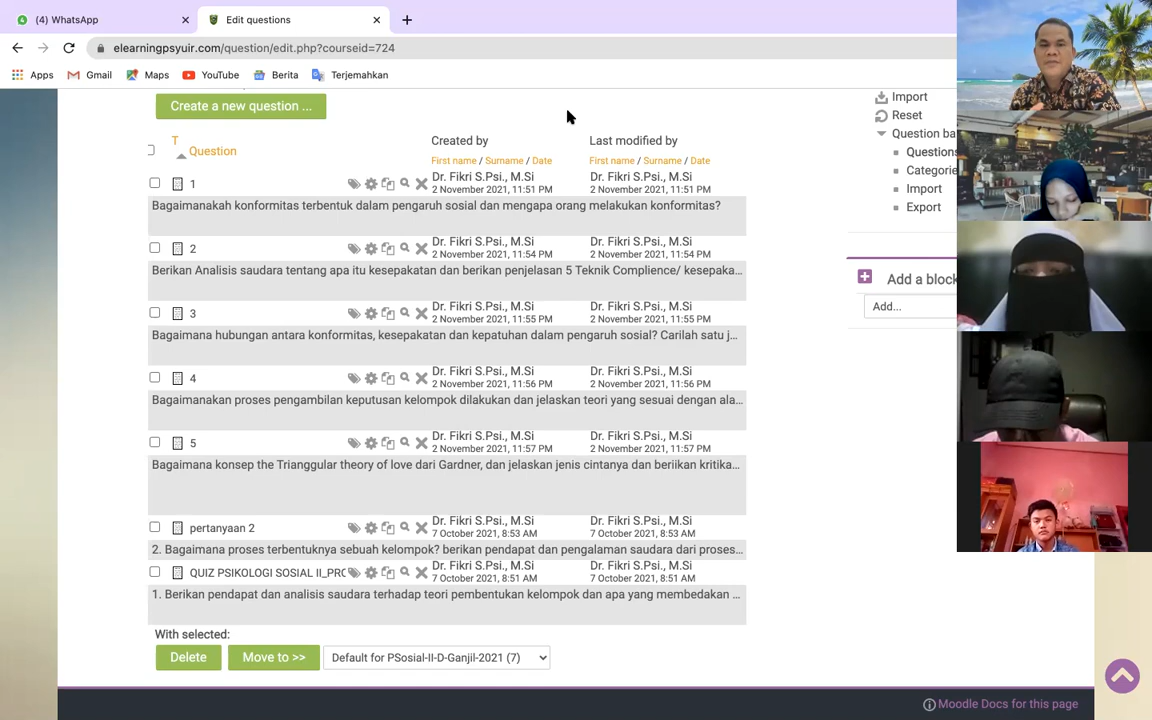 (4) WhatsApp
Edit questions
elearningpsyuir.com/question/edit.php?courseid=724
Apps
Gmail
Maps
YouTube
Berita
Terjemahkan
Create a new question ...
T
Question
Created by
First name / Surname / Date
Last modified by
First name / Surname / Date
1
Dr. Fikri S.Psi., M.Si
2 November 2021, 11:51 PM
Dr. Fikri S.Psi., M.Si
2 November 2021, 11:51 PM
Bagaimanakah konformitas terbentuk dalam pengaruh sosial dan mengapa orang melakukan konformitas?
2
Dr. Fikri S.Psi., M.Si
2 November 2021, 11:54 PM
Dr. Fikri S.Psi., M.Si
2 November 2021, 11:54 PM
Berikan Analisis saudara tentang apa itu kesepakatan dan berikan penjelasan 5 Teknik Complience/ kesepaka...
3
Dr. Fikri S.Psi., M.Si
2 November 2021, 11:55 PM
Dr. Fikri S.Psi., M.Si
2 November 2021, 11:55 PM
Bagaimana hubungan antara konformitas, kesepakatan dan kepatuhan dalam pengaruh sosial? Carilah satu j...
4
Dr. Fikri S.Psi., M.Si
2 November 2021, 11:56 PM
Dr. Fikri S.Psi., M.Si
2 November 2021, 11:56 PM
Bagaimanakan proses pengambilan keputusan kelompok dilakukan dan jelaskan teori yang sesuai dengan ala...
5
Dr. Fikri S.Psi., M.Si
2 November 2021, 11:57 PM
Dr. Fikri S.Psi., M.Si
2 November 2021, 11:57 PM
Bagaimana konsep the Trianggular theory of love dari Gardner, dan jelaskan jenis cintanya dan beriikan kritika...
pertanyaan 2
Dr. Fikri S.Psi., M.Si
7 October 2021, 8:53 AM
Dr. Fikri S.Psi., M.Si
7 October 2021, 8:53 AM
2. Bagaimana proses terbentuknya sebuah kelompok? berikan pendapat dan pengalaman saudara dari proses...
QUIZ PSIKOLOGI SOSIAL II_PRO
Dr. Fikri S.Psi., M.Si
7 October 2021, 8:51 AM
Dr. Fikri S.Psi., M.Si
7 October 2021, 8:51 AM
1. Berikan pendapat dan analisis saudara terhadap teori pembentukan kelompok dan apa yang membedakan ...
With selected:
Delete
Move to >>
Default for PSosial-II-D-Ganjil-2021 (7)
Import
Reset
Question ba
Questions
Categorie
Import
Export
Add a block
Add...
Moodle Docs for this page